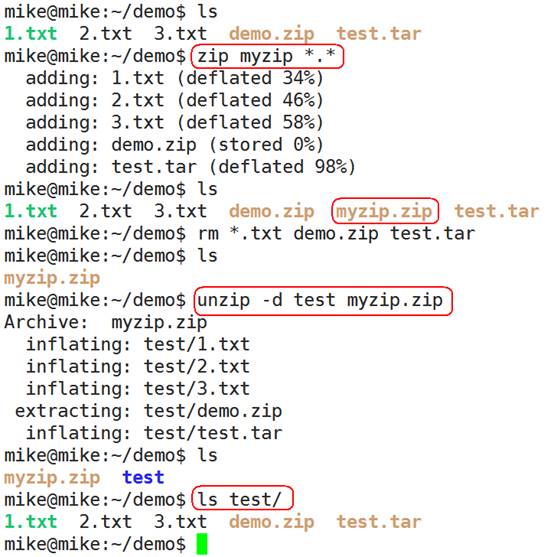 mike@mike:~/demo$ ls
1.txt 2.txt 3.txt demo.zip test.tar
mike@mike:~/demo$ zip myzip *.*
adding: 1.txt (deflated 34%)
adding: 2.txt (deflated 46%)
adding: 3.txt (deflated 58%)
adding: demo.zip (stored 0%)
adding: test.tar (deflated 98%)
mike@mike:~/demo$ ls
1.txt 2.txt 3.txt demo.zip myzip.zip test.tar
mike@mike:~/demo$ rm *.txt demo.zip test.tar
mike@mike:~/demo$ ls
myzip.zip
mike@mike:~/demo$ unzip -d test myzip.zip
Archive:  myzip.zip
inflating: test/1.txt
inflating: test/2.txt
inflating: test/3.txt
extracting: test/demo.zip
inflating: test/test.tar
mike@mike:~/demo$ ls
myzip.zip test
mike@mike:~/demo$ ls test/
1.txt 2.txt 3.txt demo.zip test.tar
mike@mike:~/demo$